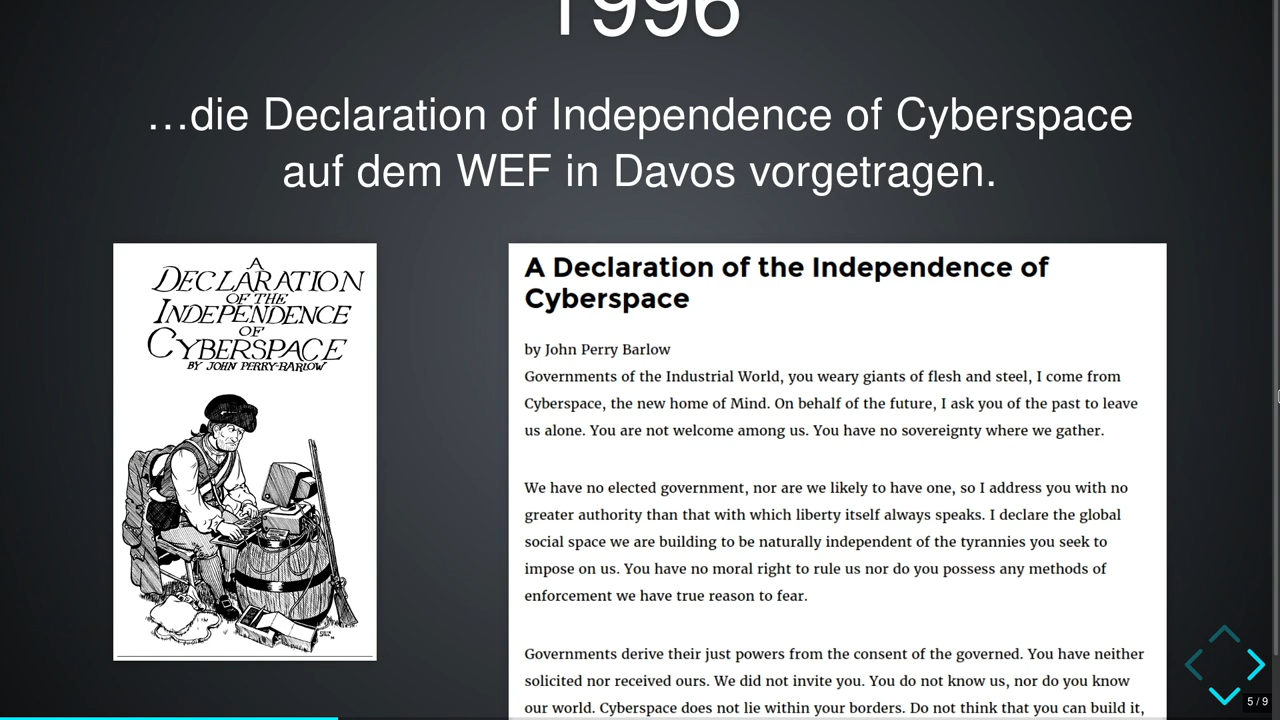 1996
…die Declaration of Independence of Cyberspace
auf dem WEF in Davos vorgetragen.
A
DECLARATION
OF THE
INDEPENDENCE
OF
CYBERSPACE
BY JOHN PERRY-BARLOW
A Declaration of the Independence of
Cyberspace
by John Perry Barlow
Governments of the Industrial World, you weary giants of flesh and steel, I come from
Cyberspace, the new home of Mind. On behalf of the future, I ask you of the past to leave
us alone. You are not welcome among us. You have no sovereignty where we gather.
We have no elected government, nor are we likely to have one, so I address you with no
greater authority than that with which liberty itself always speaks. I declare the global
social space we are building to be naturally independent of the tyrannies you seek to
impose on us. You have no moral right to rule us nor do you possess any methods of
enforcement we have true reason to fear.
Governments derive their just powers from the consent of the governed. You have neither
solicited nor received ours. We did not invite you. You do not know us, nor do you know
our world. Cyberspace does not lie within your borders. Do not think that you can build it,
5 / 9